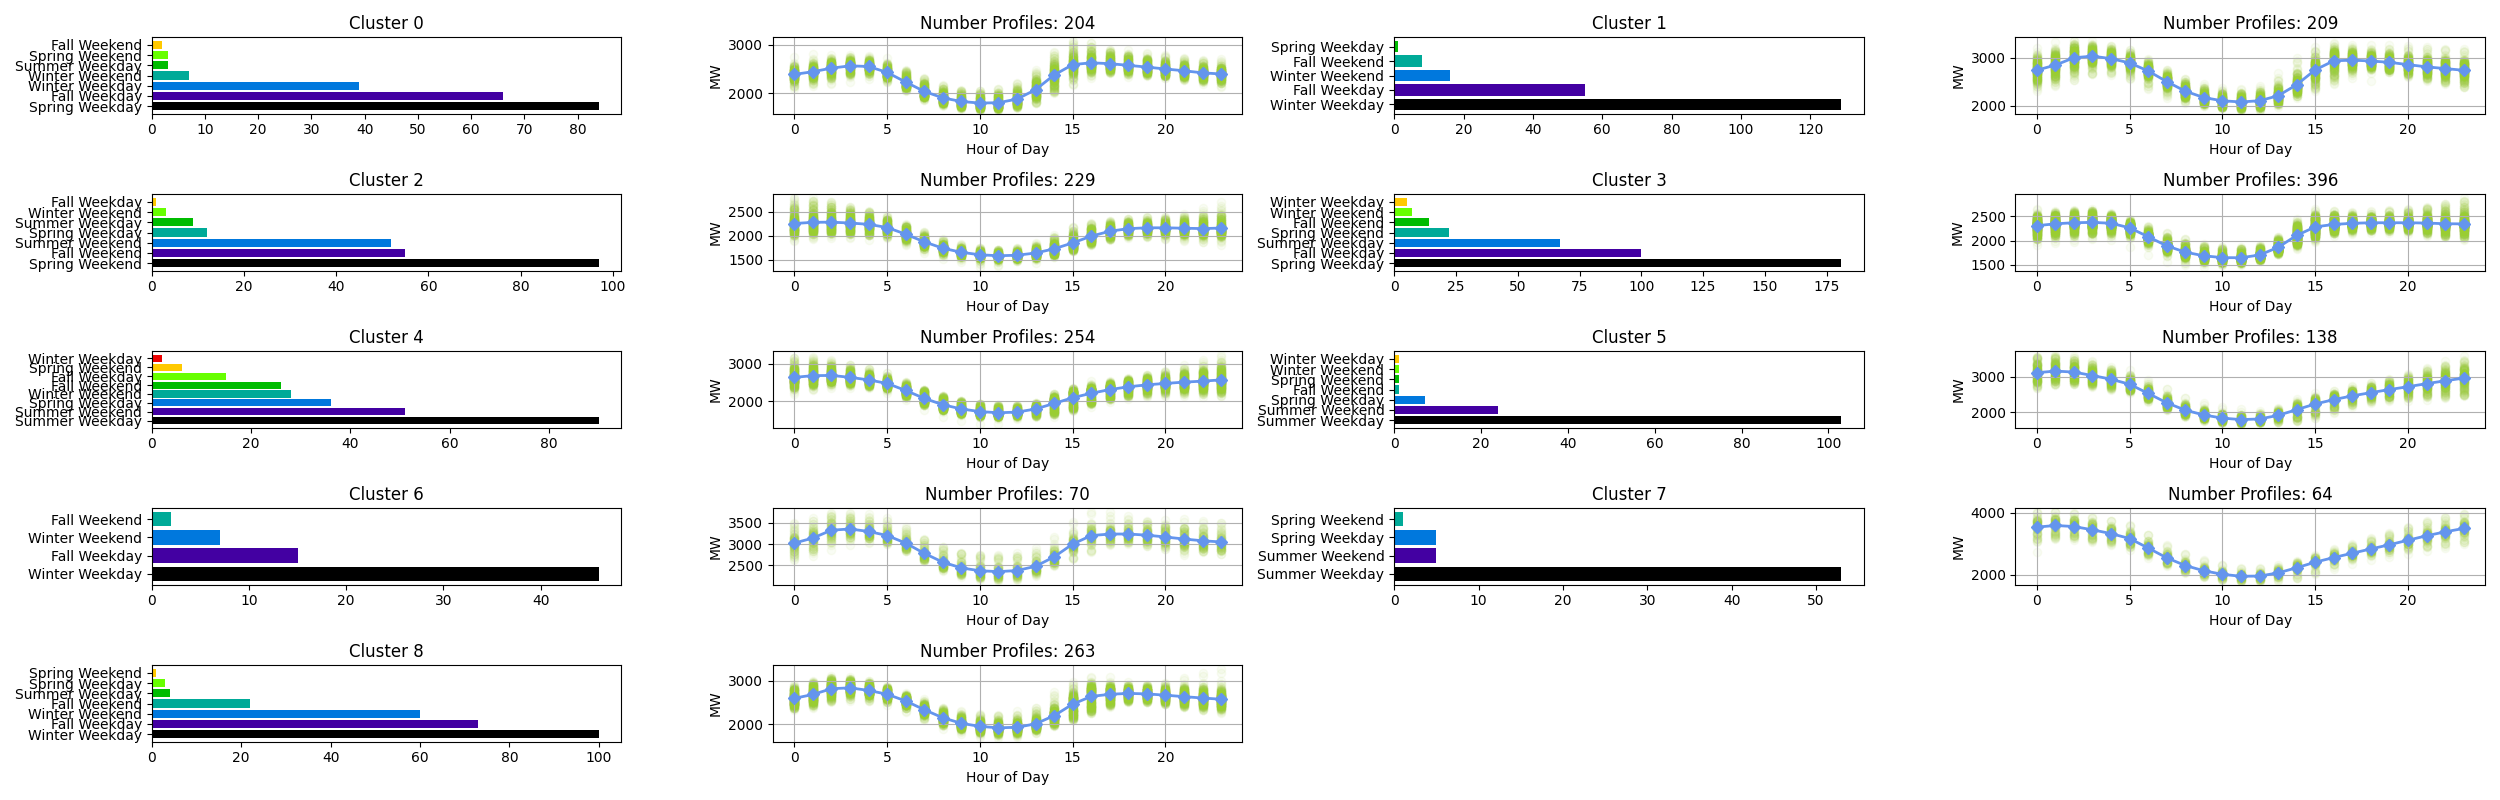 Cluster 0
Fall Weekend
Spring Weekend
Summer Weekday
Winter Weekend
Winter Weekday
Fall Weekday
Spring Weekday
0 10 20 30 40 50 60 70 80
Number Profiles: 204
MW
3000
2000
0 5 10 15 20
Hour of Day
Cluster 1
Spring Weekday
Fall Weekend
Winter Weekend
Fall Weekday
Winter Weekday
0 20 40 60 80 100 120
Number Profiles: 209
MW
3000
2000
0 5 10 15 20
Hour of Day
Cluster 2
Fall Weekday
Winter Weekend
Summer Weekday
Spring Weekday
Summer Weekend
Fall Weekend
Spring Weekend
0 20 40 60 80 100
Number Profiles: 229
MW
2500
2000
1500
0 5 10 15 20
Hour of Day
Cluster 3
Winter Weekday
Winter Weekend
Fall Weekend
Spring Weekend
Summer Weekday
Fall Weekday
Spring Weekday
0 25 50 75 100 125 150 175
Number Profiles: 396
MW
2500
2000
1500
0 5 10 15 20
Hour of Day
Cluster 4
Winter Weekday
Spring Weekend
Fall Weekday
Fall Weekend
Winter Weekend
Spring Weekday
Summer Weekend
Summer Weekday
0 20 40 60 80
Number Profiles: 254
MW
3000
2000
0 5 10 15 20
Hour of Day
Cluster 5
Winter Weekday
Winter Weekend
Spring Weekend
Fall Weekend
Spring Weekday
Summer Weekend
Summer Weekday
0 20 40 60 80 100
Number Profiles: 138
MW
3000
2000
0 5 10 15 20
Hour of Day
Cluster 6
Fall Weekend
Winter Weekend
Fall Weekday
Winter Weekday
0 10 20 30 40
Number Profiles: 70
MW
3500
3000
2500
0 5 10 15 20
Hour of Day
Cluster 7
Spring Weekend
Spring Weekday
Summer Weekend
Summer Weekday
0 10 20 30 40 50
Number Profiles: 64
MW
4000
2000
0 5 10 15 20
Hour of Day
Cluster 8
Spring Weekend
Spring Weekday
Summer Weekday
Fall Weekend
Winter Weekend
Fall Weekday
Winter Weekday
0 20 40 60 80 100
Number Profiles: 263
MW
3000
2000
0 5 10 15 20
Hour of Day